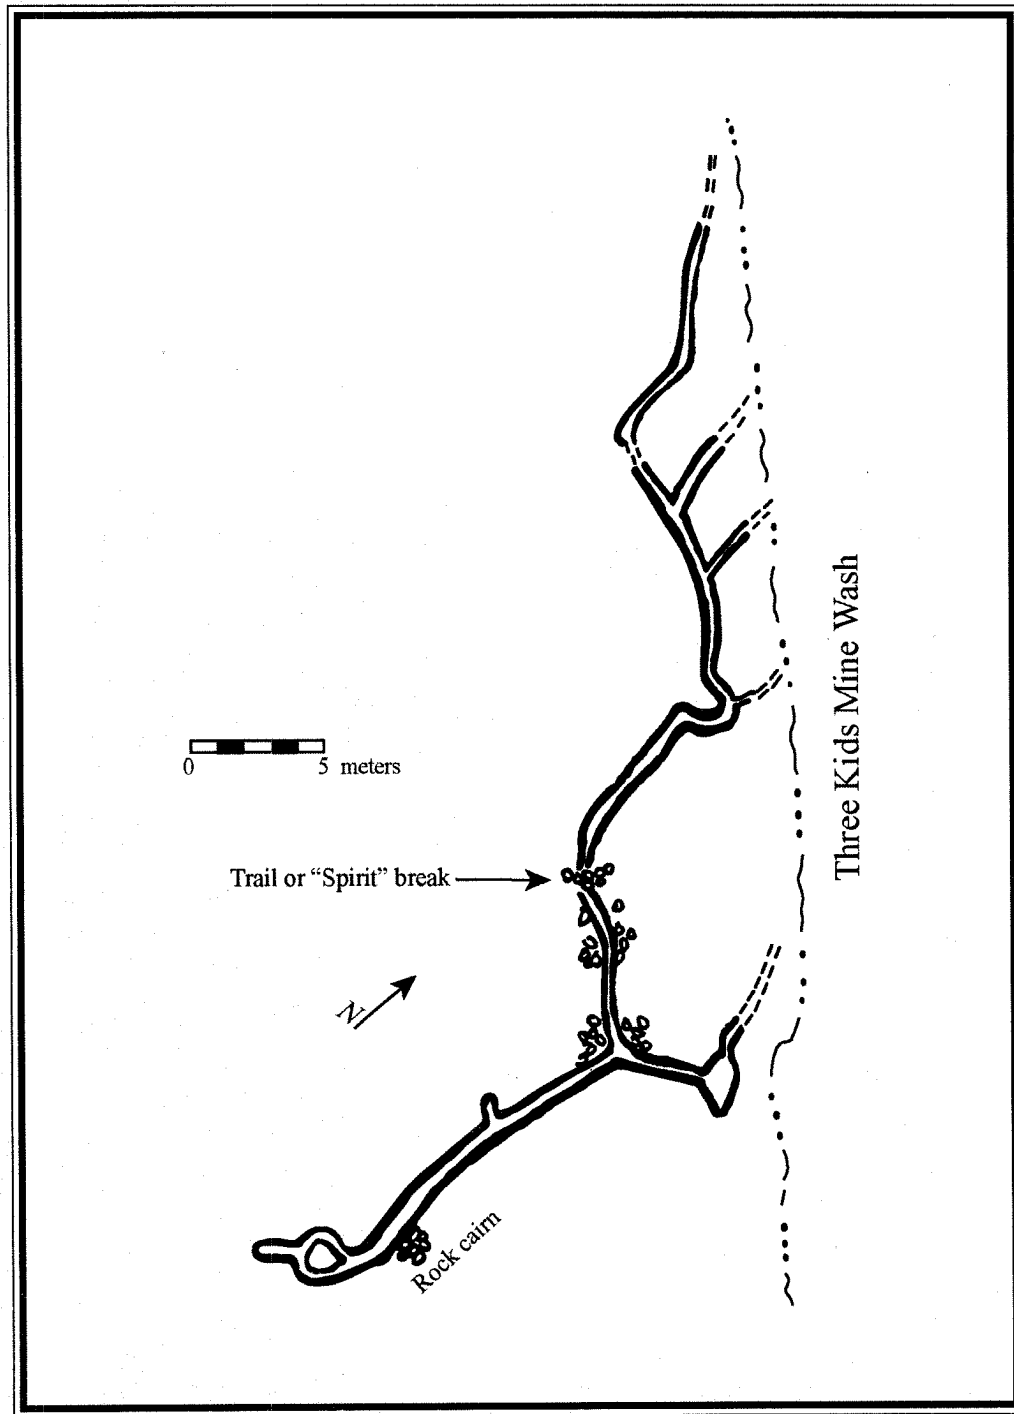 Three Kids Mine Wash
0 5 meters
Trail or “Spirit” break
N
Rock cairn